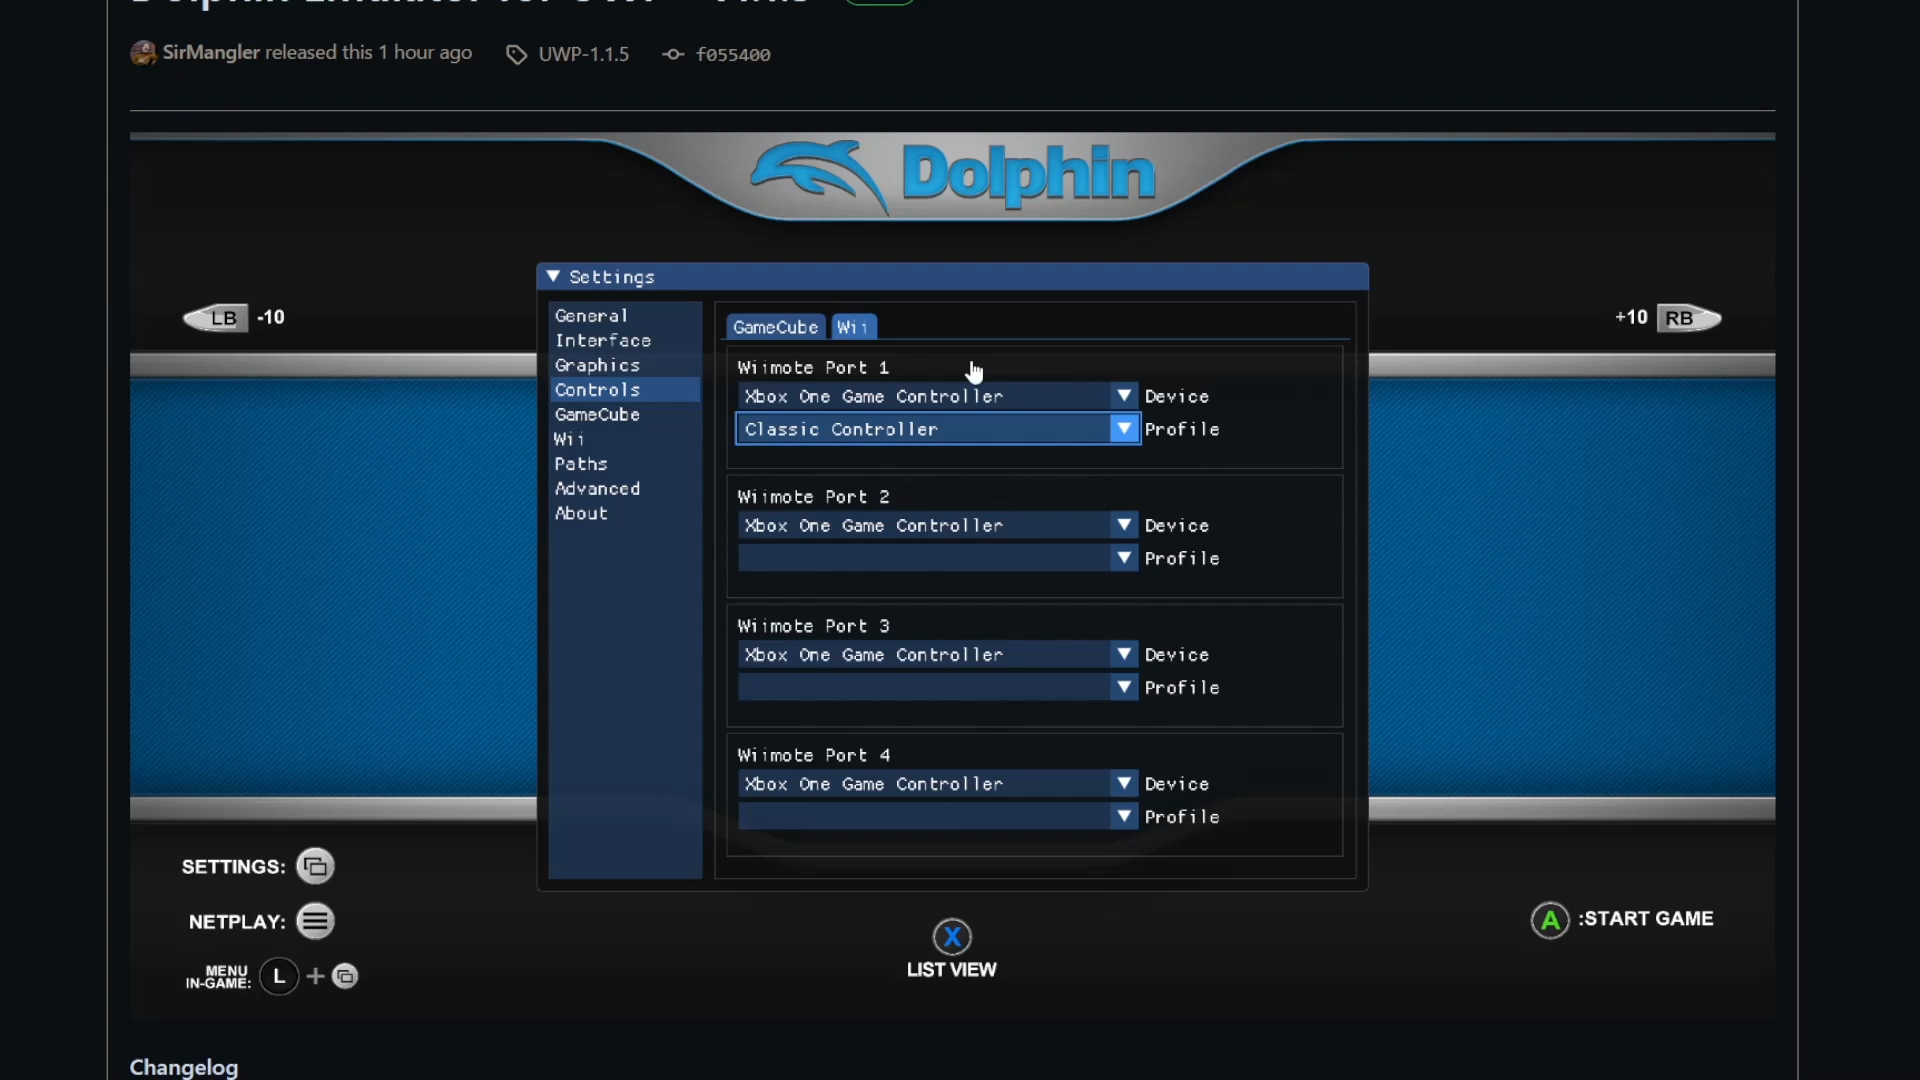 SirMangler released this 1 hour ago UWP-1.1.5 f055400
Dolphin
Settings
LB -10
+10 RB
General
Interface
Graphics
Controls
GameCube
Wii
Paths
Advanced
About
GameCube Wii
Wiimote Port 1
Xbox One Game Controller Device
Classic Controller Profile
Wiimote Port 2
Xbox One Game Controller Device
Profile
Wiimote Port 3
Xbox One Game Controller Device
Profile
Wiimote Port 4
Xbox One Game Controller Device
Profile
SETTINGS:
NETPLAY:
MENU
IN-GAME: L +
X
LIST VIEW
A :START GAME
Changelog